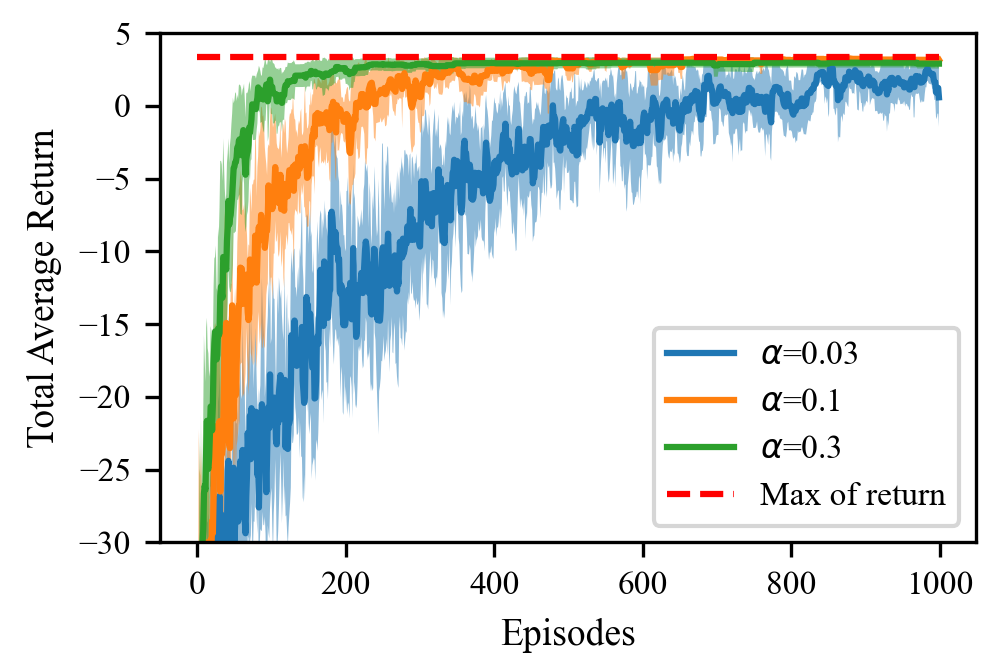 Total Average Return
5
0
−5
−10
−15
−20
−25
−30
0
200
400
600
800
1000
Episodes
α=0.03
α=0.1
α=0.3
Max of return